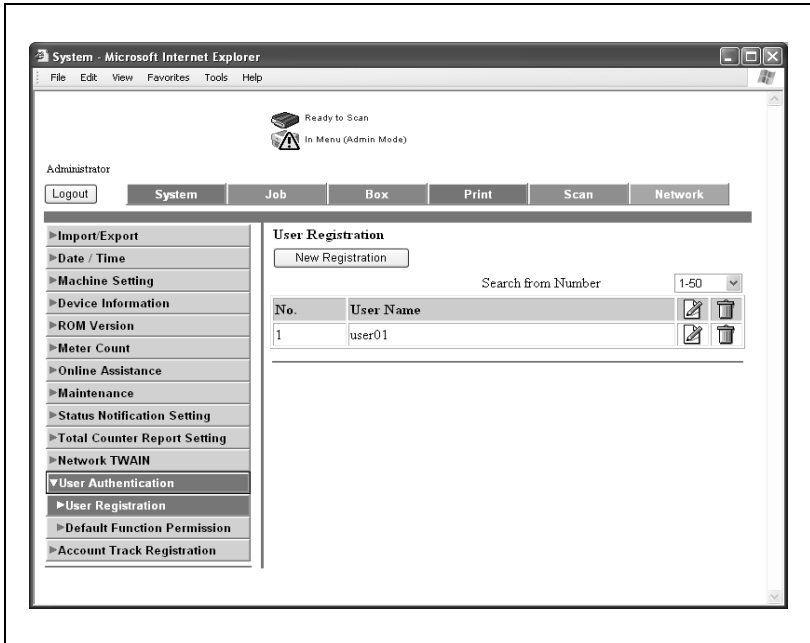 System - Microsoft Internet Explorer
File Edit View Favorites Tools Help
Ready to Scan
In Menu (Admin Mode)
Administrator
Logout System Job Box Print Scan Network
Import/Export
Date / Time
Machine Setting
Device Information
ROM Version
Meter Count
Online Assistance
Maintenance
Status Notification Setting
Total Counter Report Setting
Network TWAIN
User Authentication
User Registration
Default Function Permission
Account Track Registration
User Registration
New Registration
Search from Number 1-50
No. User Name
1 user01